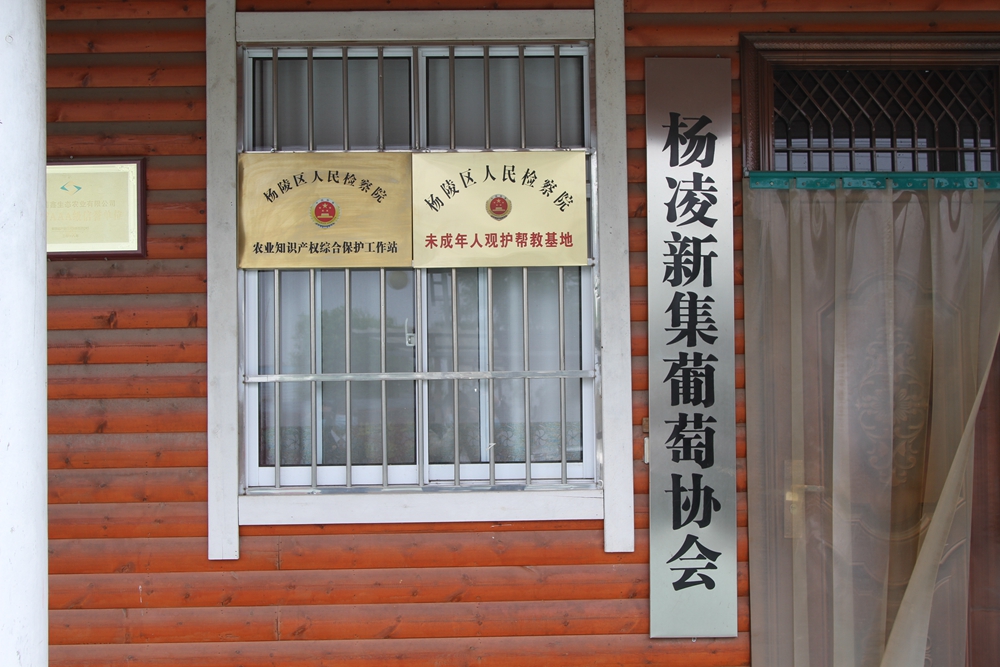 杨陵区人民检察院
农业知识产权综合保护工作站
杨陵区人民检察院
未成年人观护帮教基地
杨凌新集葡萄协会